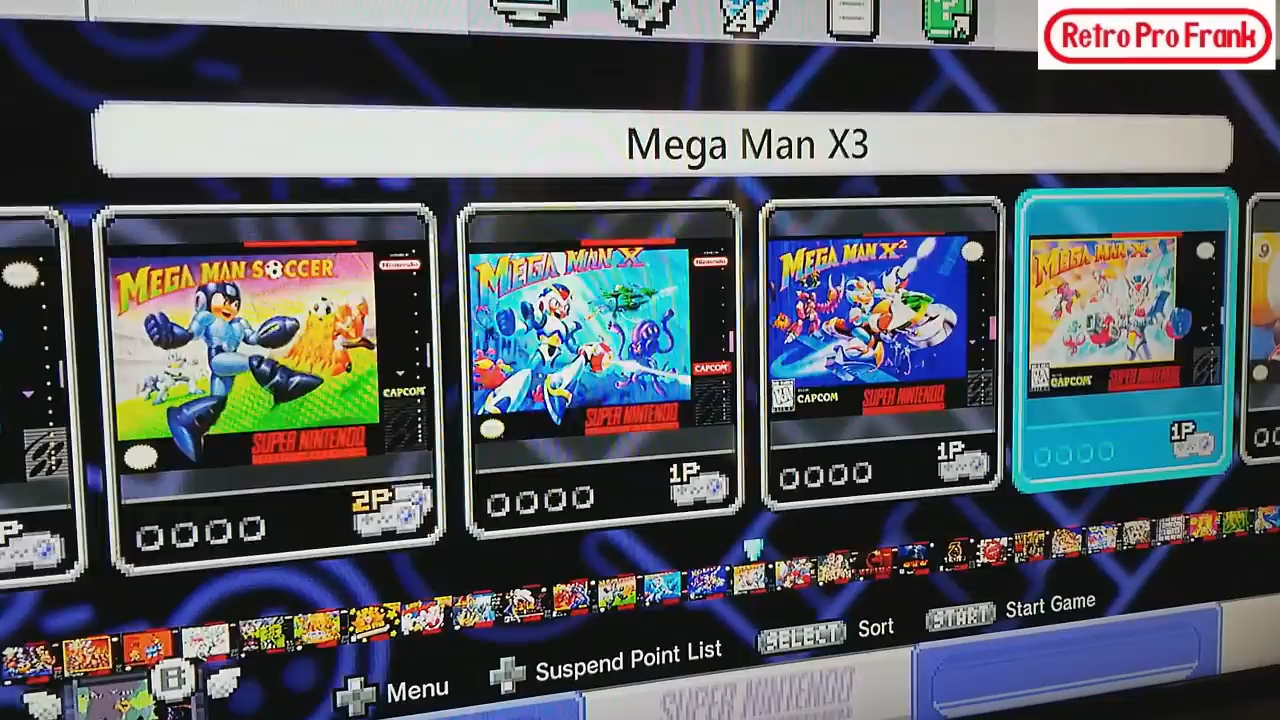 Retro Pro Frank
Mega Man X3
MEGA MAN SOCCER
Nintendo
CAPCOM
SUPER NINTENDO
2P
MEGA MAN X
Nintendo
CAPCOM
SUPER NINTENDO
1P
MEGA MAN X2
CAPCOM
SUPER NINTENDO
1P
MEGA MAN X
CAPCOM
SUPER NINTENDO
1P
P
Menu
Suspend Point List
SELECT Sort
START Start Game
SUPER NINTENDO